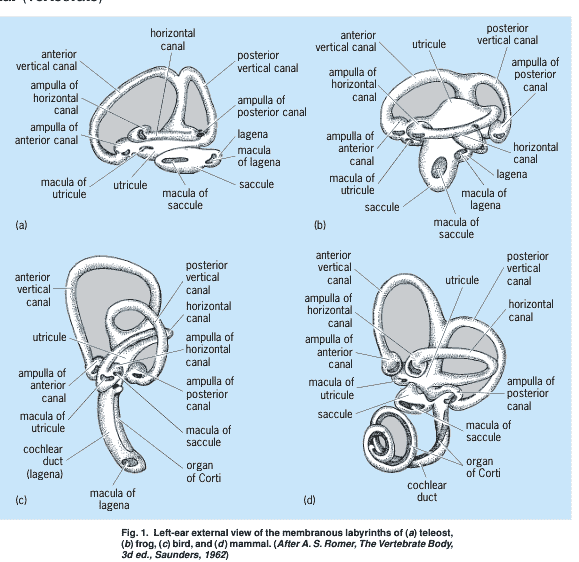 horizontal
canal
anterior
vertical canal
ampulla of
horizontal
canal
ampulla of
anterior canal
macula of
utricule
utricule
macula of
saccule
posterior
vertical canal
ampulla of
posterior canal
lagena
macula
of lagena
saccule
(a)
anterior
vertical canal
utricule
posterior
vertical canal
ampulla of
posterior
canal
ampulla of
horizontal
canal
ampulla of
anterior
canal
macula of
utricule
saccule
horizontal
canal
lagena
macula of
lagena
macula of
saccule
(b)
anterior
vertical
canal
utricule
ampulla of
anterior
canal
macula of
utricule
cochlear
duct
(lagena)
macula of
lagena
posterior
vertical
canal
horizontal
canal
ampulla of
horizontal
canal
ampulla of
posterior
canal
macula of
saccule
organ
of Corti
(c)
anterior
vertical
canal
ampulla of
horizontal
canal
ampulla of
anterior
canal
macula of
utricule
saccule
utricule
posterior
vertical
canal
horizontal
canal
ampulla of
posterior
canal
macula of
saccule
organ
of Corti
cochlear
duct
(d)
Fig. 1. Left-ear external view of the membranous labyrinths of (a) teleost,
(b) frog, (c) bird, and (d) mammal. (After A. S. Romer, The Vertebrate Body,
3d ed., Saunders, 1962)